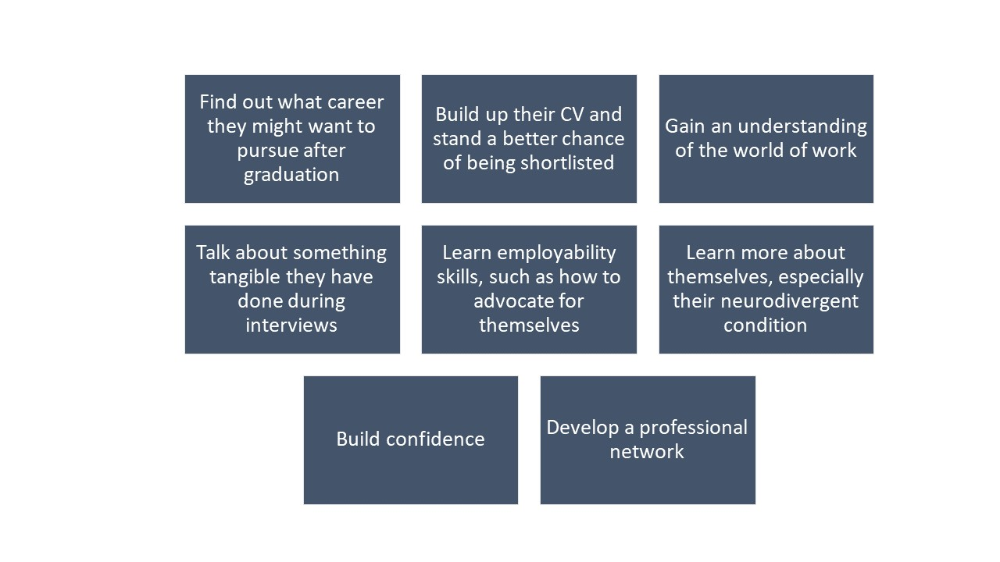 Find out what career
they might want to
pursue after
graduation
Build up their CV and
stand a better chance
of being shortlisted
Gain an understanding
of the world of work
Talk about something
tangible they have
done during
interviews
Learn employability
skills, such as how to
advocate for
themselves
Learn more about
themselves, especially
their neurodivergent
condition
Build confidence
Develop a professional
network